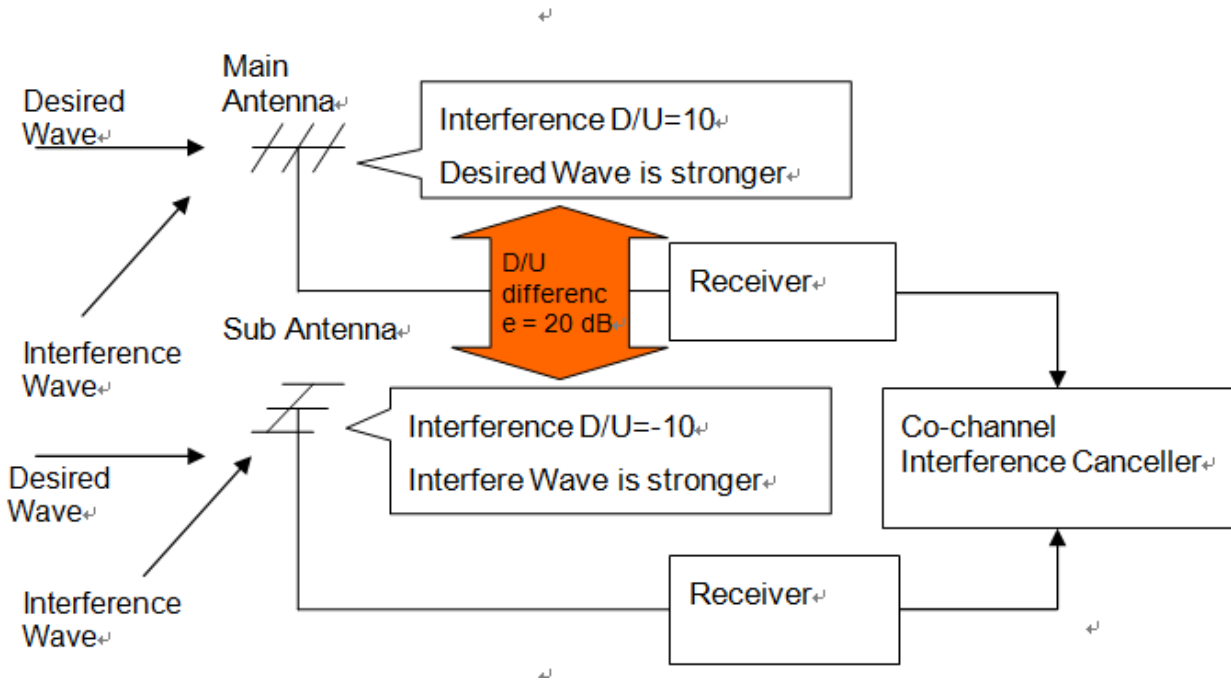 Main
Antenna
Desired
Wave
Interference D/U=10
Desired Wave is stronger
D/U
differenc
e = 20 dB
Receiver
Sub Antenna
Interference
Wave
Interference D/U=-10
Interfere Wave is stronger
Co-channel
Interference Canceller
Desired
Wave
Receiver
Interference
Wave